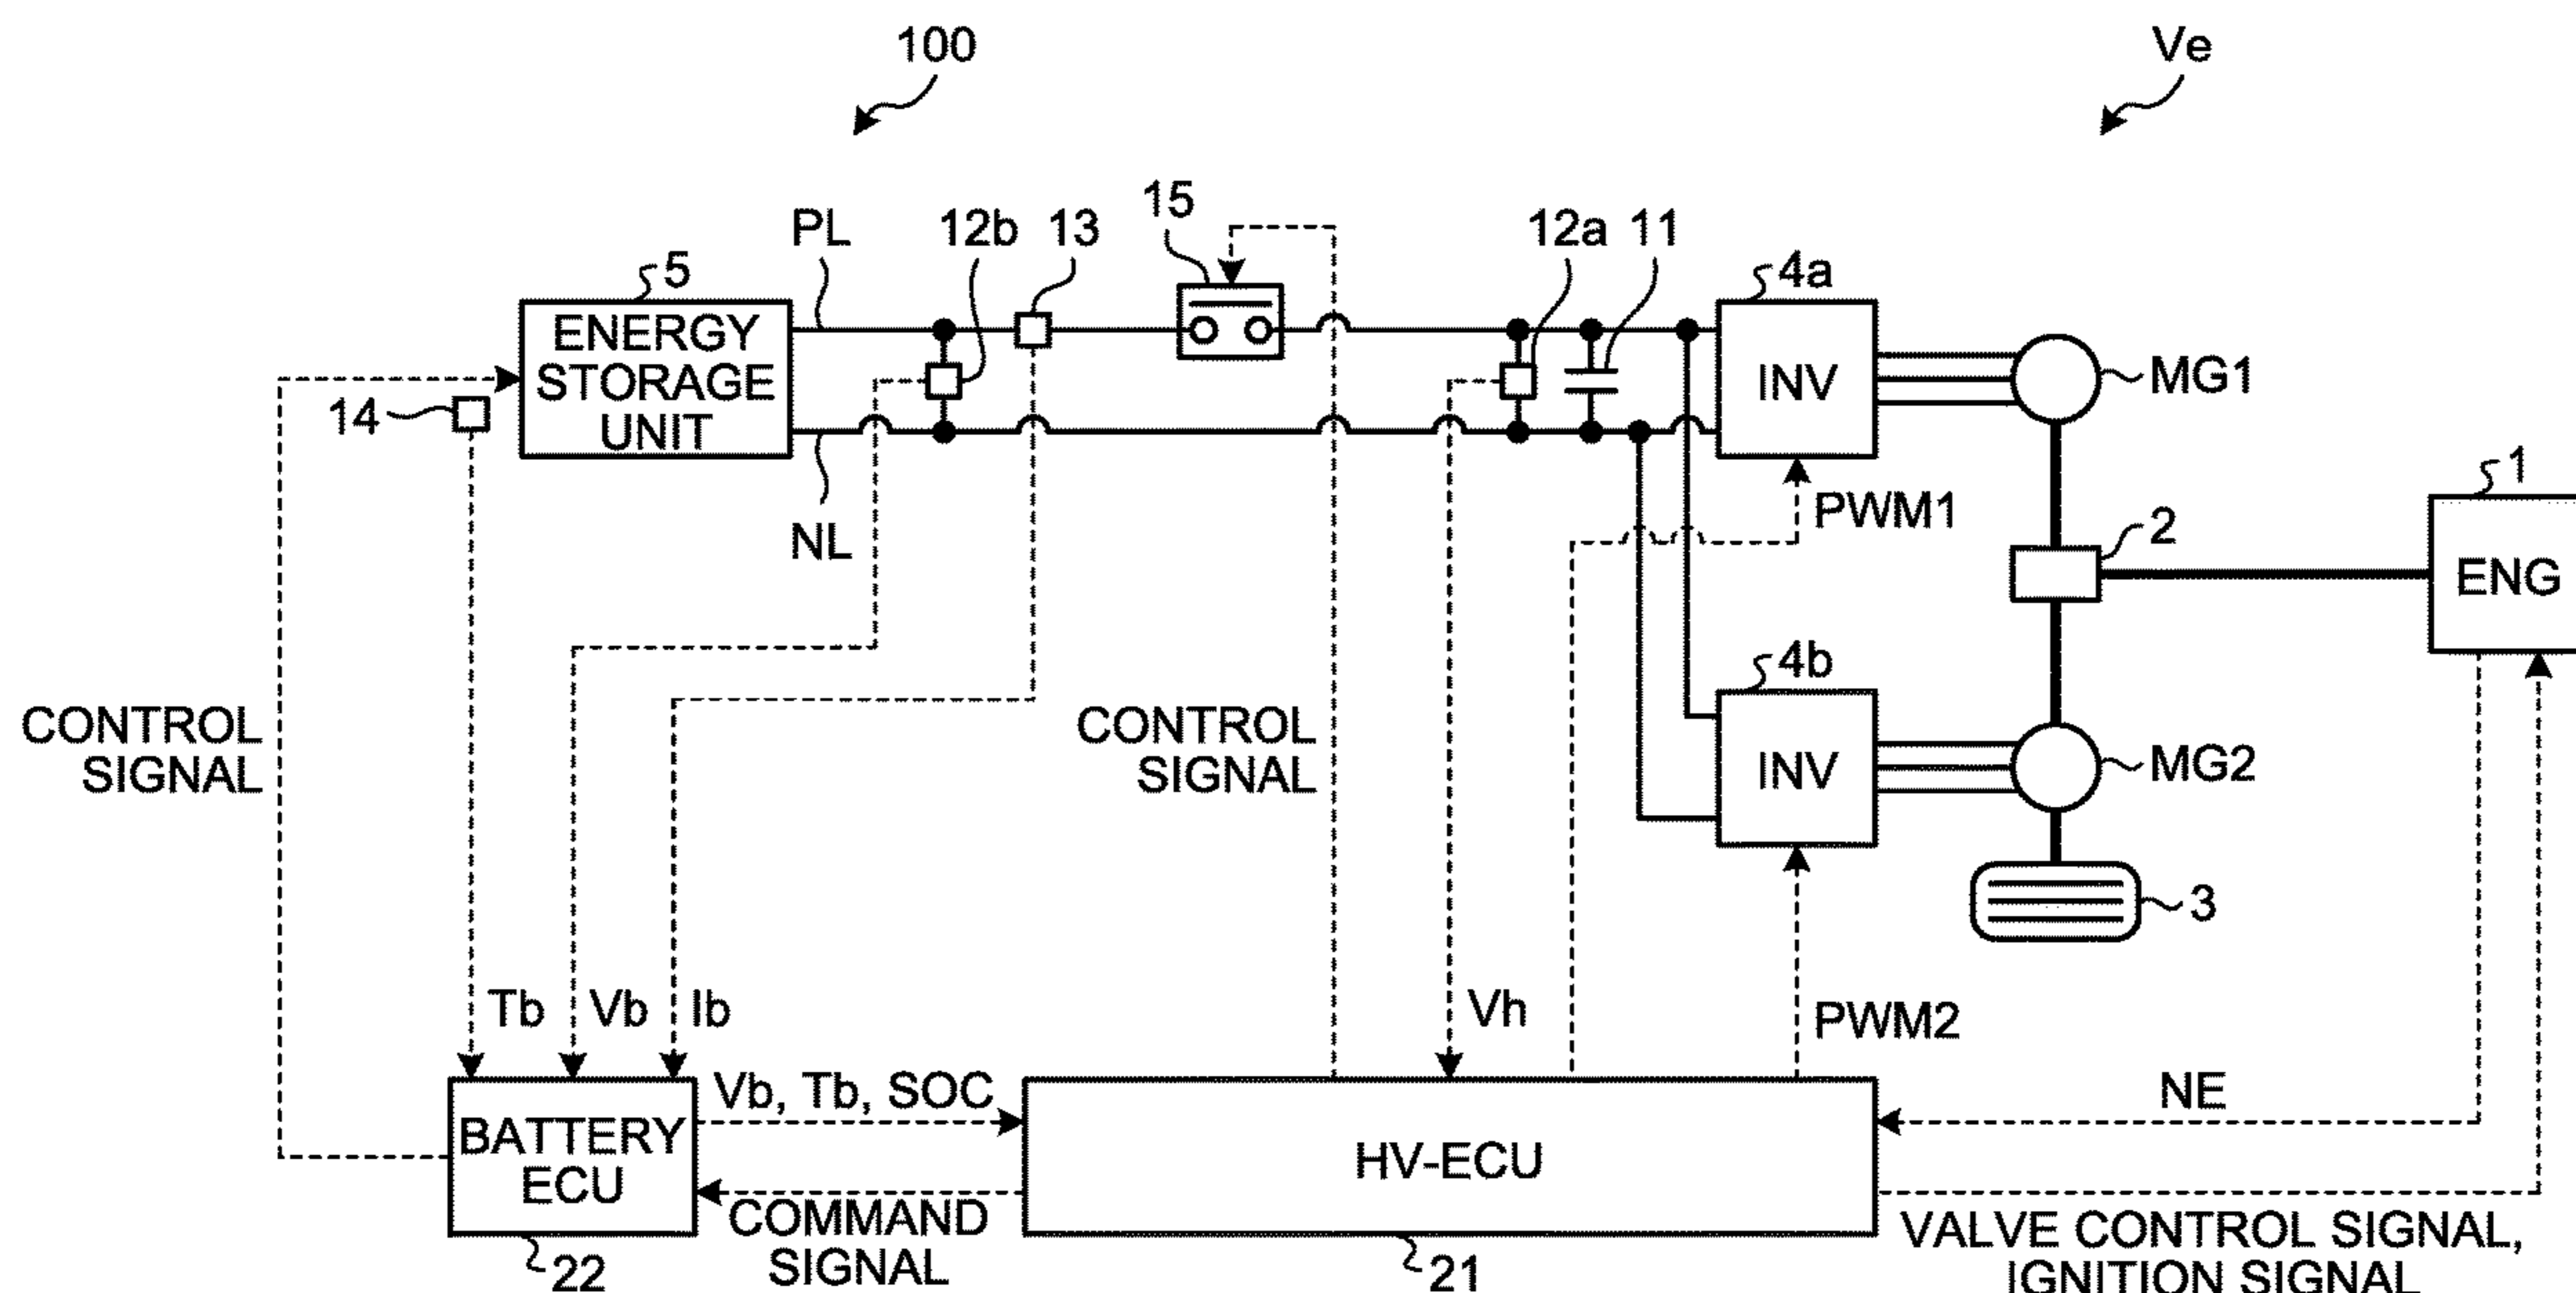 100
Ve
15
PL
12b
13
12a
11
5
4a
ENERGY
STORAGE
UNIT
INV
MG1
14
1
PWM1
2
NL
ENG
4b
CONTROL
SIGNAL
CONTROL
SIGNAL
INV
MG2
3
Tb
Vb
Ib
Vh
PWM2
Vb, Tb, SOC
NE
BATTERY
ECU
HV-ECU
COMMAND
SIGNAL
VALVE CONTROL SIGNAL,
IGNITION SIGNAL
22
21